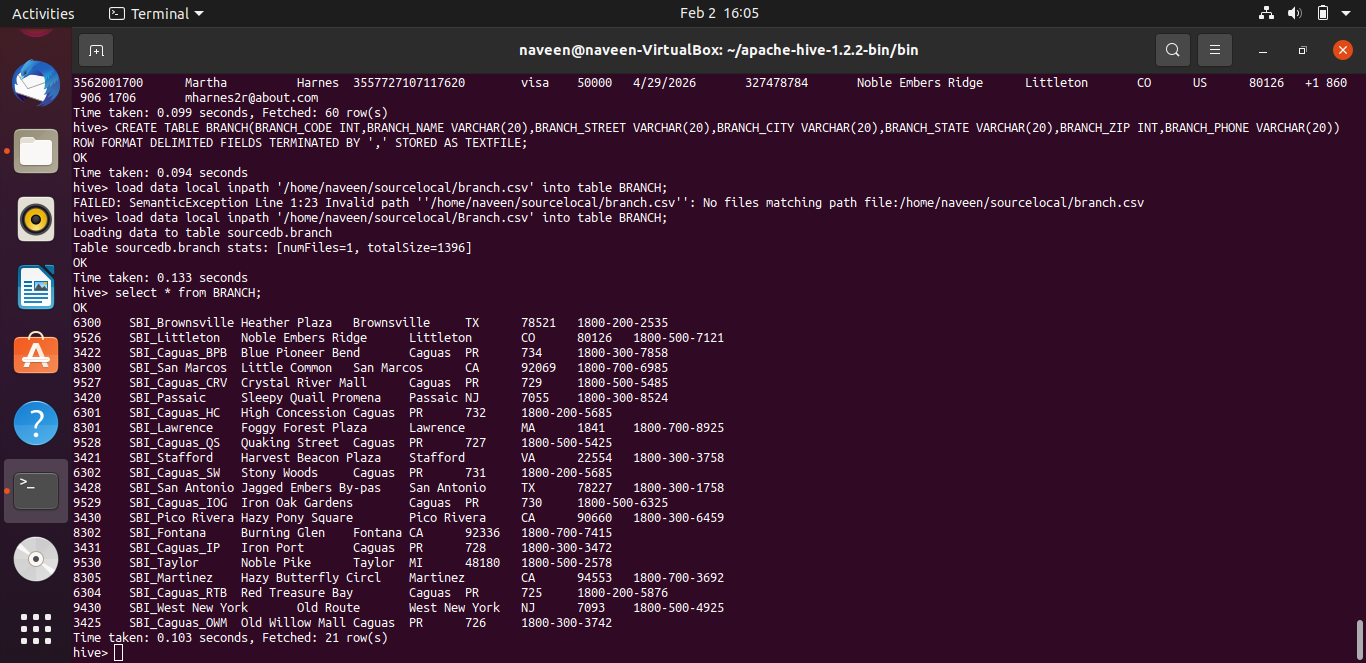 Activities Terminal Feb 2 16:05
naveen@naveen-VirtualBox: ~/apache-hive-1.2.2-bin/bin
3562001700 Martha Harnes 3557727107117620 visa 50000 4/29/2026 327478784 Noble Embers Ridge Littleton CO US 80126 +1 860
906 1706 mharnes2r@about.com
Time taken: 0.099 seconds, Fetched: 60 row(s)
hive> CREATE TABLE BRANCH(BRANCH_CODE INT,BRANCH_NAME VARCHAR(20),BRANCH_STREET VARCHAR(20),BRANCH_CITY VARCHAR(20),BRANCH_STATE VARCHAR(20),BRANCH_ZIP INT,BRANCH_PHONE VARCHAR(20))
ROW FORMAT DELIMITED FIELDS TERMINATED BY ',' STORED AS TEXTFILE;
OK
Time taken: 0.094 seconds
hive> load data local inpath '/home/naveen/sourcelocal/branch.csv' into table BRANCH;
FAILED: SemanticException Line 1:23 Invalid path ''/home/naveen/sourcelocal/branch.csv'': No files matching path file:/home/naveen/sourcelocal/branch.csv
hive> load data local inpath '/home/naveen/sourcelocal/Branch.csv' into table BRANCH;
Loading data to table sourcedb.branch
Table sourcedb.branch stats: [numFiles=1, totalSize=1396]
OK
Time taken: 0.133 seconds
hive> select * from BRANCH;
OK
6300 SBI_Brownsville Heather Plaza Brownsville TX 78521 1800-200-2535
9526 SBI_Littleton Noble Embers Ridge Littleton CO 80126 1800-500-7121
3422 SBI_Caguas_BPB Blue Pioneer Bend Caguas PR 734 1800-300-7858
8300 SBI_San Marcos Little Common San Marcos CA 92069 1800-700-6985
9527 SBI_Caguas_CRV Crystal River Mall Caguas PR 729 1800-500-5485
3420 SBI_Passaic Sleepy Quail Promena Passaic NJ 7055 1800-300-8524
6301 SBI_Caguas_HC High Concession Caguas PR 732 1800-200-5685
8301 SBI_Lawrence Foggy Forest Plaza Lawrence MA 1841 1800-700-8925
9528 SBI_Caguas_QS Quaking Street Caguas PR 727 1800-500-5425
3421 SBI_Stafford Harvest Beacon Plaza Stafford VA 22554 1800-300-3758
6302 SBI_Caguas_SW Stony Woods Caguas PR 731 1800-200-5685
3428 SBI_San Antonio Jagged Embers By-pas San Antonio TX 78227 1800-300-1758
9529 SBI_Caguas_IOG Iron Oak Gardens Caguas PR 730 1800-500-6325
3430 SBI_Pico Rivera Hazy Pony Square Pico Rivera CA 90660 1800-300-6459
8302 SBI_Fontana Burning Glen Fontana CA 92336 1800-700-7415
3431 SBI_Caguas_IP Iron Port Caguas PR 728 1800-300-3472
9530 SBI_Taylor Noble Pike Taylor MI 48180 1800-500-2578
8305 SBI_Martinez Hazy Butterfly Circl Martinez CA 94553 1800-700-3692
6304 SBI_Caguas_RTB Red Treasure Bay Caguas PR 725 1800-200-5876
9430 SBI_West New York Old Route West New York NJ 7093 1800-500-4925
3425 SBI_Caguas_OWM Old Willow Mall Caguas PR 726 1800-300-3742
Time taken: 0.103 seconds, Fetched: 21 row(s)
hive>